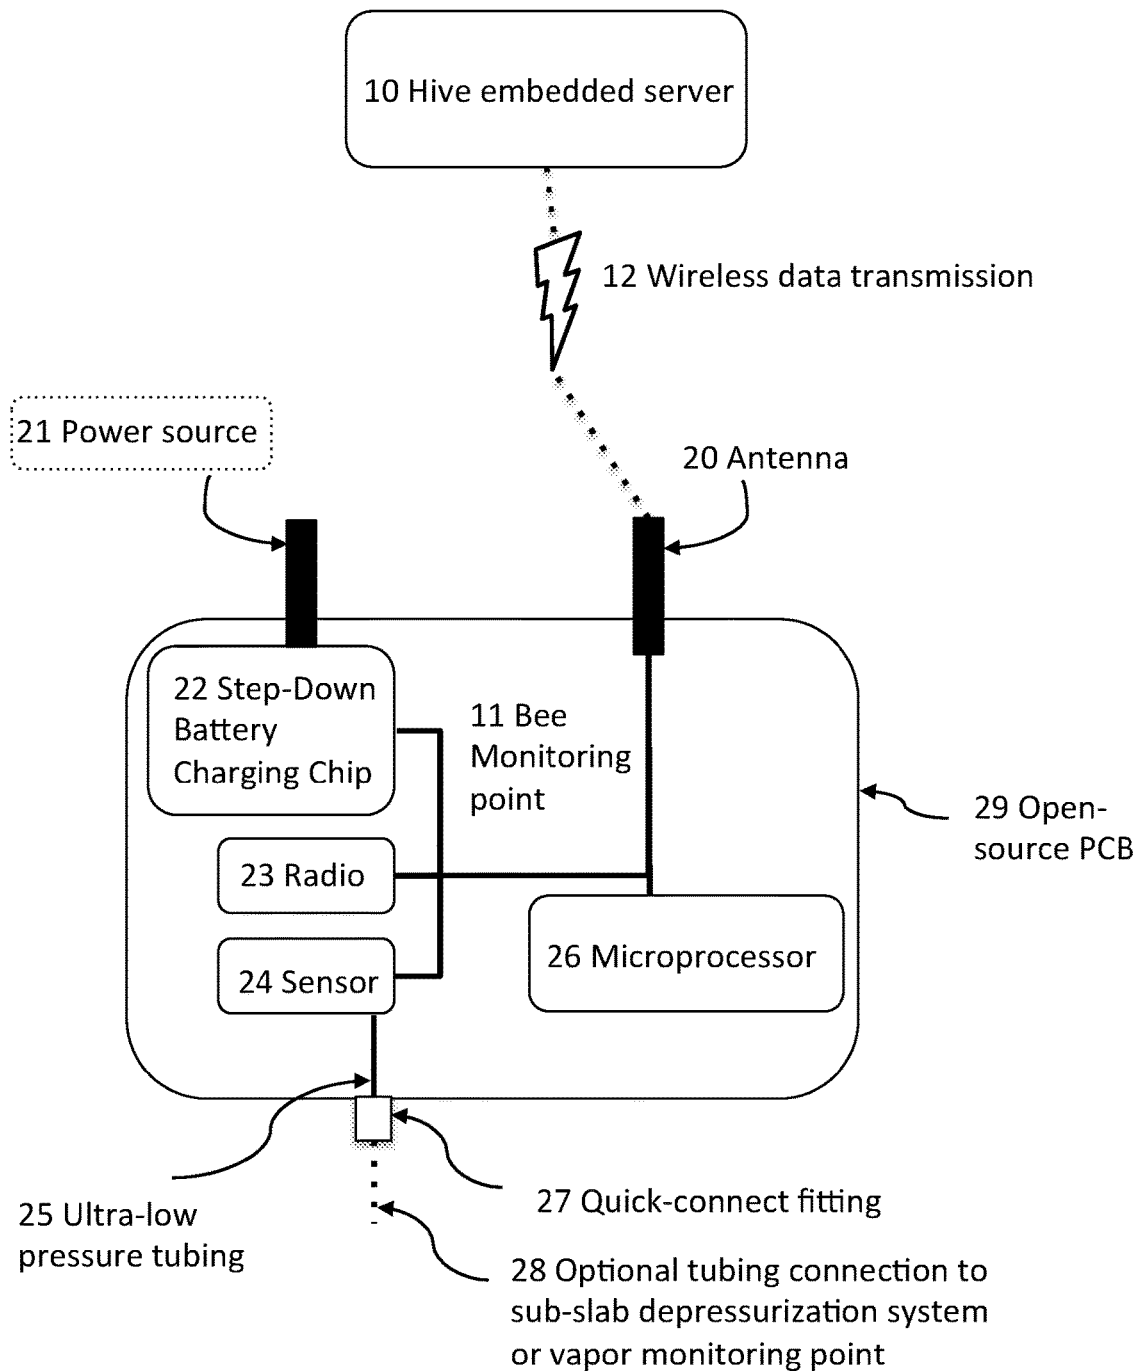 10 Hive embedded server
12 Wireless data transmission
21 Power source
20 Antenna
22 Step-Down
Battery
Charging Chip
11 Bee
Monitoring
point
29 Open-
source PCB
23 Radio
26 Microprocessor
24 Sensor
25 Ultra-low
pressure tubing
27 Quick-connect fitting
28 Optional tubing connection to
sub-slab depressurization system
or vapor monitoring point